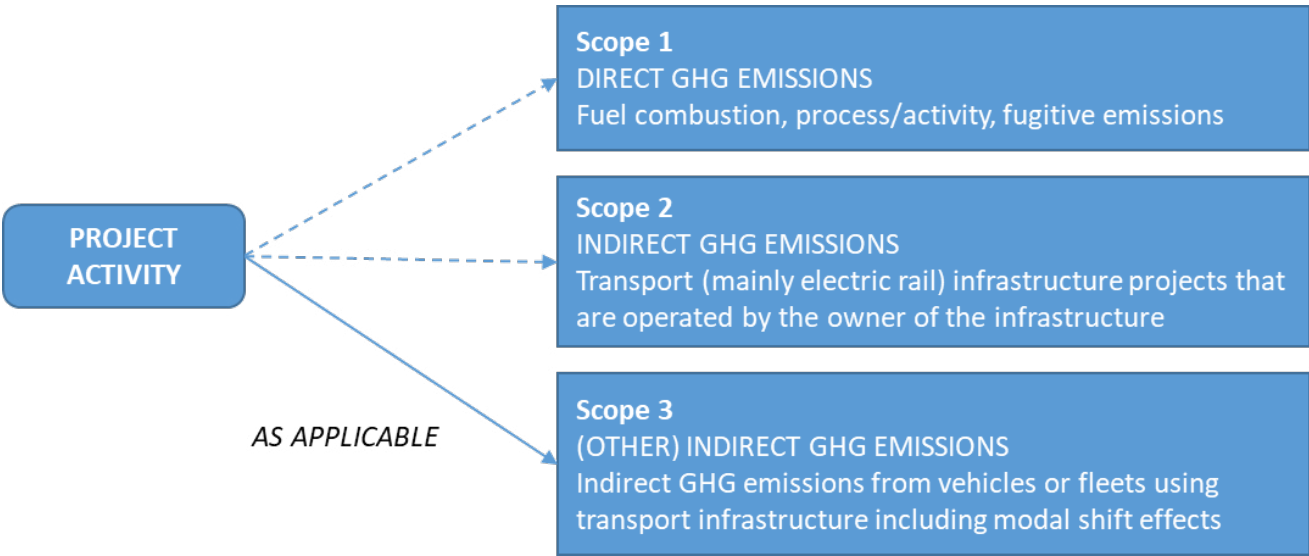 Scope 1
DIRECT GHG EMISSIONS
Fuel combustion, process/activity, fugitive emissions
PROJECT
ACTIVITY
Scope 2
INDIRECT GHG EMISSIONS
Transport (mainly electric rail) infrastructure projects that
are operated by the owner of the infrastructure
AS APPLICABLE
Scope 3
(OTHER) INDIRECT GHG EMISSIONS
Indirect GHG emissions from vehicles or fleets using
transport infrastructure including modal shift effects